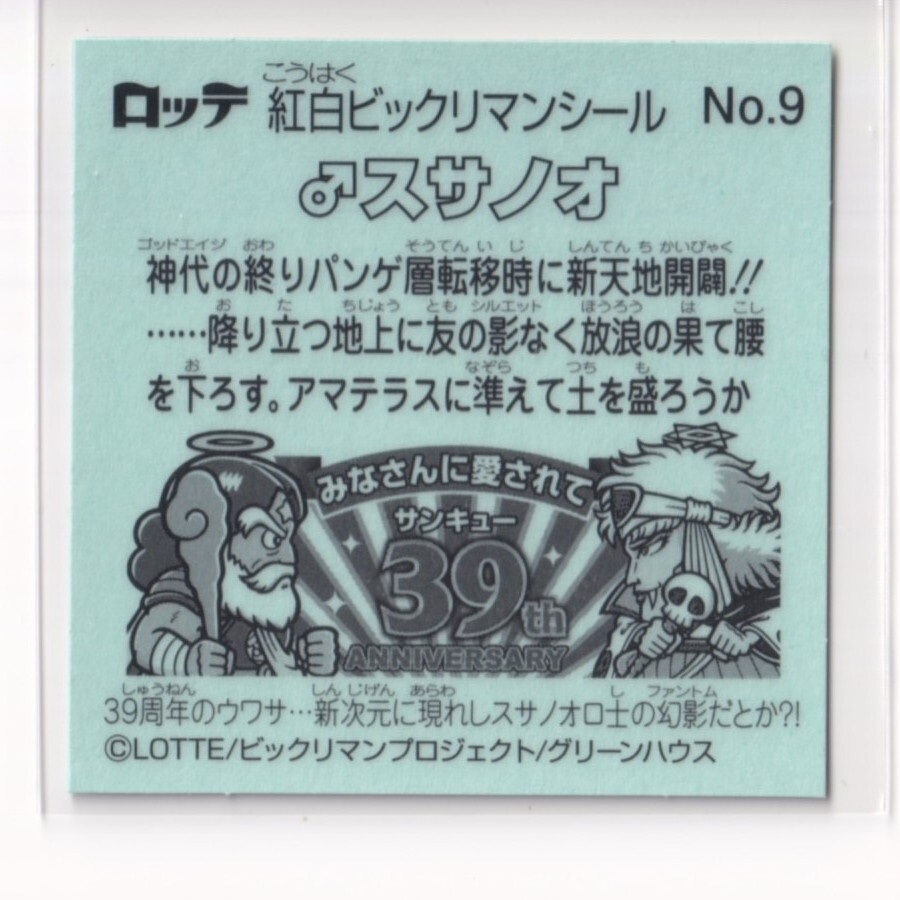 ロッテ 紅白ビックリマンシール No.9
こうはく
♂スサノオ
ゴッドエイジ おわ そうてんいじ しんてんちかいびゃく
神代の終りパンゲ層転移時に新天地開闢!!
お た ちじょう とも シルエット ほうろう は こし
……降り立つ地上に友の影なく放浪の果て腰
お なぞら つち も
を下ろす。アマテラスに準えて土を盛ろうか
みなさんに愛されて
サンキュー
39th
ANNIVERSARY
しゅうねん しんじげん あらわ し ファントム
39周年のウワサ…新次元に現れしスサノオロ士の幻影だとか?!
©LOTTE/ビックリマンプロジェクト/グリーンハウス